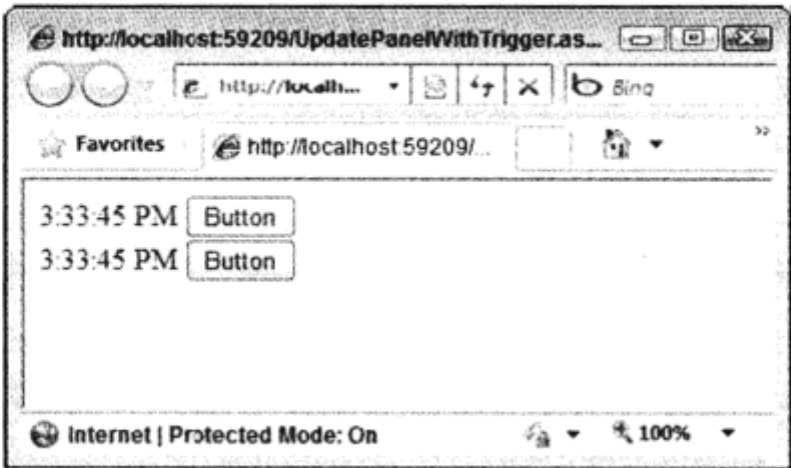 http://localhost:59209/UpdatePanelWithTrigger.as...
http://localh... Bing
Favorites http://localhost:59209/...
3:33:45 PM Button
3:33:45 PM Button
Internet | Protected Mode: On 100%